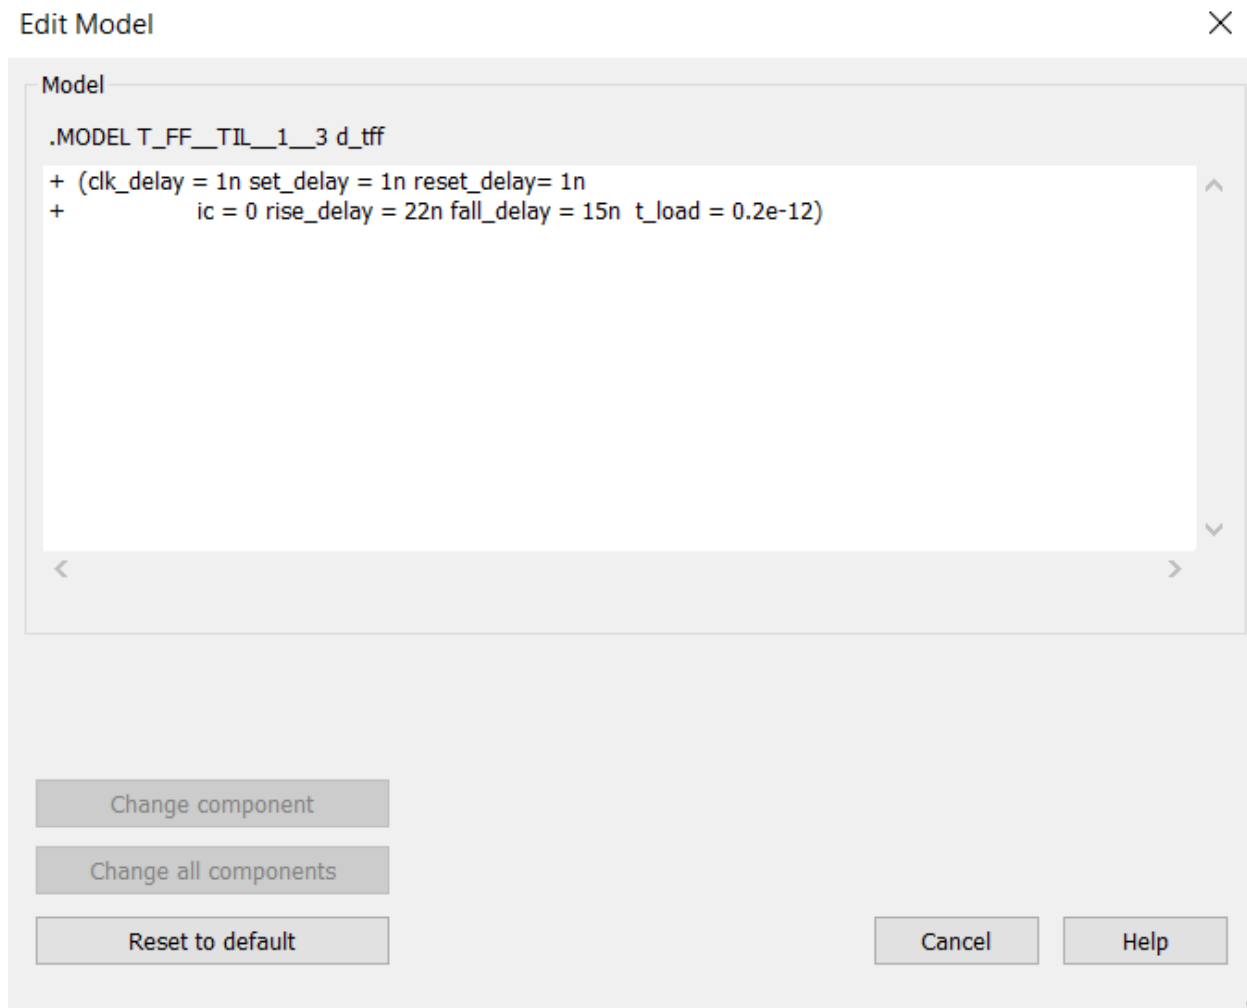 Edit Model
Model
.MODEL T_FF__TIL__1__3 d_tff
+ (clk_delay = 1n set_delay = 1n reset_delay= 1n
+ ic = 0 rise_delay = 22n fall_delay = 15n t_load = 0.2e-12)
Change component
Change all components
Reset to default
Cancel
Help